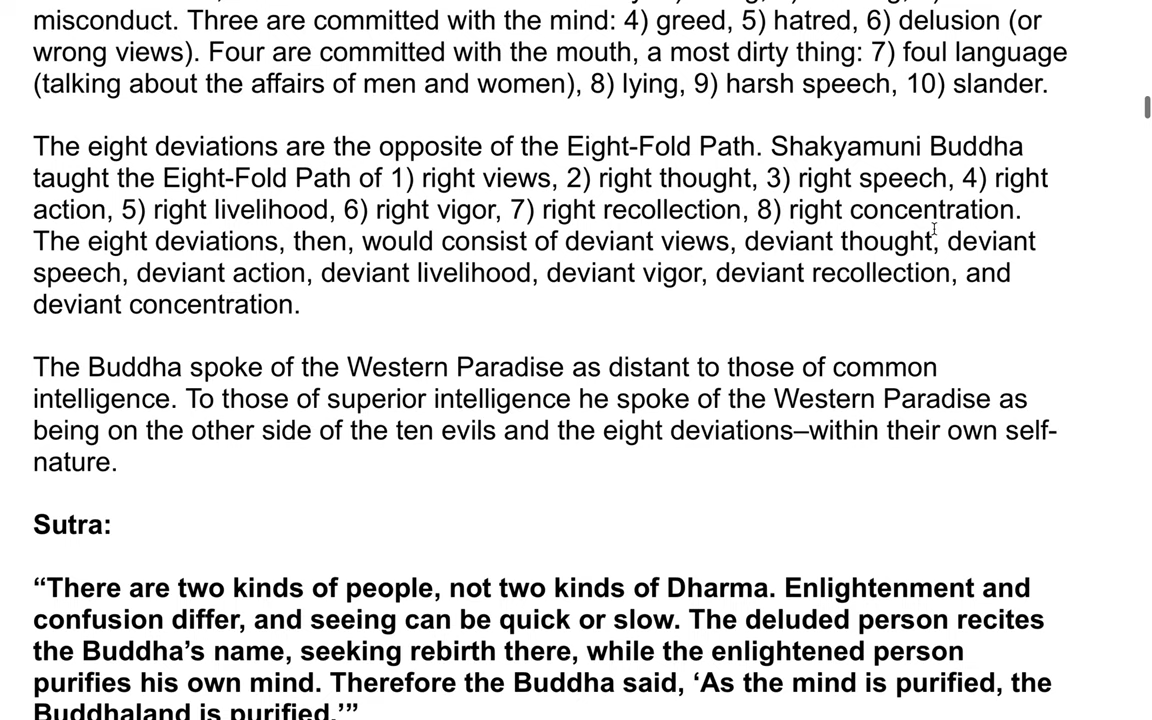 misconduct. Three are committed with the mind: 4) greed, 5) hatred, 6) delusion (or
wrong views). Four are committed with the mouth, a most dirty thing: 7) foul language
(talking about the affairs of men and women), 8) lying, 9) harsh speech, 10) slander.
The eight deviations are the opposite of the Eight-Fold Path. Shakyamuni Buddha
taught the Eight-Fold Path of 1) right views, 2) right thought, 3) right speech, 4) right
action, 5) right livelihood, 6) right vigor, 7) right recollection, 8) right concentration.
The eight deviations, then, would consist of deviant views, deviant thought, deviant
speech, deviant action, deviant livelihood, deviant vigor, deviant recollection, and
deviant concentration.
The Buddha spoke of the Western Paradise as distant to those of common
intelligence. To those of superior intelligence he spoke of the Western Paradise as
being on the other side of the ten evils and the eight deviations–within their own self-
nature.
Sutra:
“There are two kinds of people, not two kinds of Dharma. Enlightenment and
confusion differ, and seeing can be quick or slow. The deluded person recites
the Buddha’s name, seeking rebirth there, while the enlightened person
purifies his own mind. Therefore the Buddha said, ‘As the mind is purified, the
Buddhaland is purified.’”